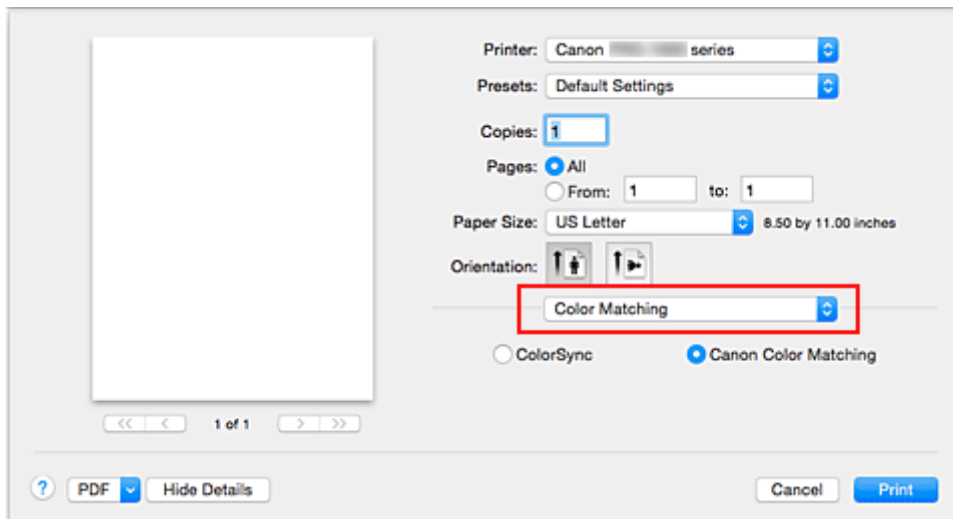 Printer: Canon series
Presets: Default Settings
Copies: 1
Pages: All
From: 1 to: 1
Paper Size: US Letter 8.50 by 11.00 inches
Orientation:
Color Matching
ColorSync Canon Color Matching
<< < 1 of 1 > >>
? PDF Hide Details Cancel Print